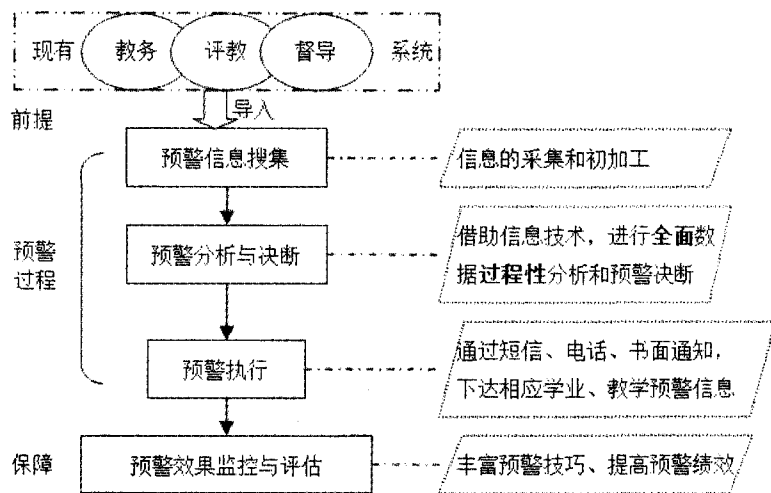 现有 教务 评教 督导 系统
前提
导入
预警信息搜集
信息的采集和初加工
预警过程
预警分析与决断
借助信息技术，进行全面数
据过程性分析和预警决断
预警执行
通过短信、电话、书面通知，
下达相应学业、教学预警信息
保障
预警效果监控与评估
丰富预警技巧、提高预警绩效